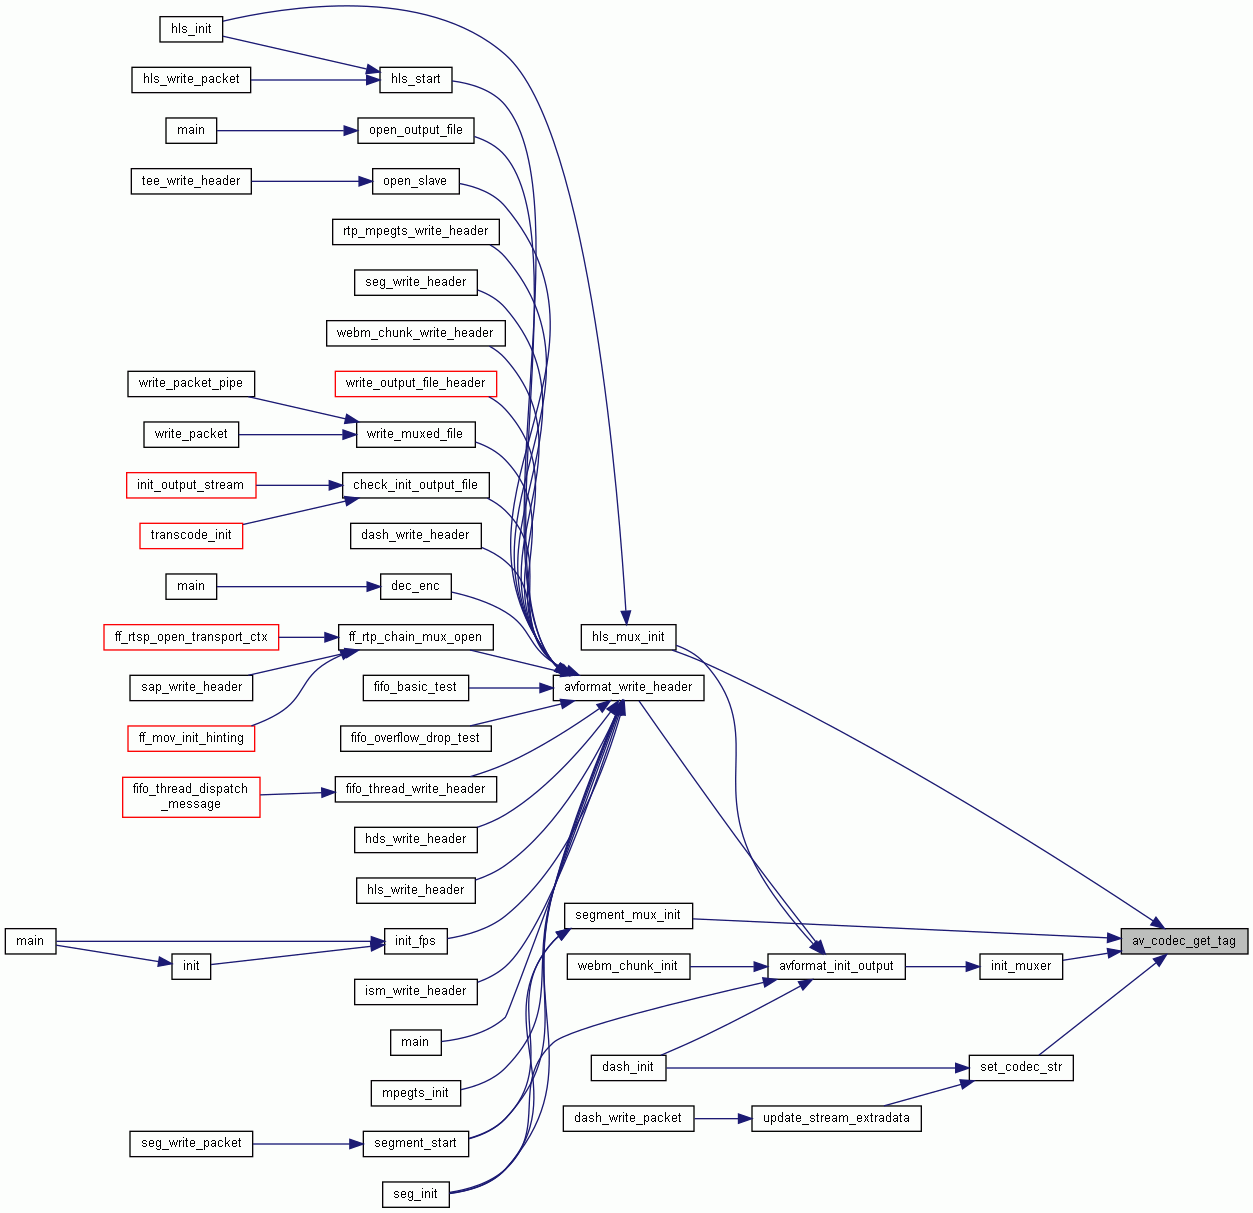 hls_init
hls_write_packet
hls_start
main
open_output_file
tee_write_header
open_slave
rtp_mpegts_write_header
seg_write_header
webm_chunk_write_header
write_packet_pipe
write_output_file_header
write_packet
write_muxed_file
init_output_stream
check_init_output_file
transcode_init
dash_write_header
main
dec_enc
ff_rtsp_open_transport_ctx
ff_rtp_chain_mux_open
hls_mux_init
sap_write_header
fifo_basic_test
avformat_write_header
ff_mov_init_hinting
fifo_overflow_drop_test
fifo_thread_dispatch
_message
fifo_thread_write_header
hds_write_header
hls_write_header
segment_mux_init
main
init_fps
av_codec_get_tag
init
webm_chunk_init
avformat_init_output
init_muxer
ism_write_header
main
dash_init
set_codec_str
mpegts_init
dash_write_packet
update_stream_extradata
seg_write_packet
segment_start
seg_init